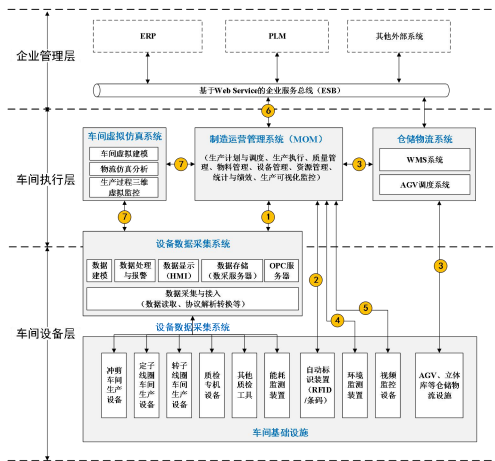 企业管理层
ERP
PLM
其他外部系统
基于Web Service的企业服务总线（ESB）
6
车间执行层
车间虚拟仿真系统
车间虚拟建模
物流仿真分析
生产过程三维
虚拟监控
7
制造运营管理系统（MOM）
（生产计划与调度、生产执行、质量管
理、物料管理、设备管理、资源管理、
统计与绩效、生产可视化监控）
3
仓储物流系统
WMS系统
AGV调度系统
7
1
2
4
5
3
车间设备层
设备数据采集系统
数据
建模
数据处理
与报警
数据显示
（HMI）
数据存储
（数采服务器）
OPC服
务器
数据采集与接入
（数据读取、协议解析转换等）
设备数据采集系统
冲剪
车间
生产
设备
定子
线圈
车间
生产
设备
转子
线圈
车间
生产
设备
质检
专机
设备
其他
质检
工具
能耗
监测
装置
自动标
识装置
（RFID
/条码）
环境
监测
装置
视频
监控
设备
AGV、立体
库等仓储物
流设施
车间基础设施